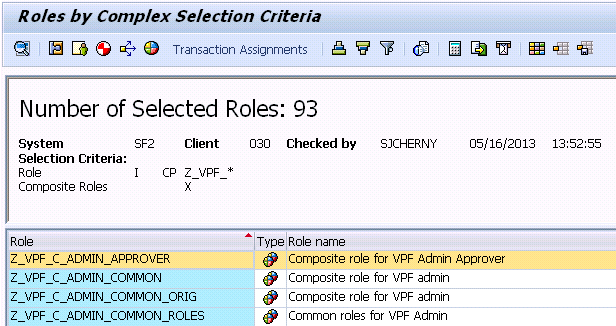 Roles by Complex Selection Criteria
Transaction Assignments
Number of Selected Roles: 93
System SF2 Client 030 Checked by SJCHERNY 05/16/2013 13:52:55
Selection Criteria:
Role I CP Z_VPF_*
Composite Roles X
Role Type Role name
Z_VPF_C_ADMIN_APPROVER Composite role for VPF Admin Approver
Z_VPF_C_ADMIN_COMMON Composite role for VPF admin
Z_VPF_C_ADMIN_COMMON_ORIG Composite role for VPF admin
Z_VPF_C_ADMIN_COMMON_ROLES Common roles for VPF Admin